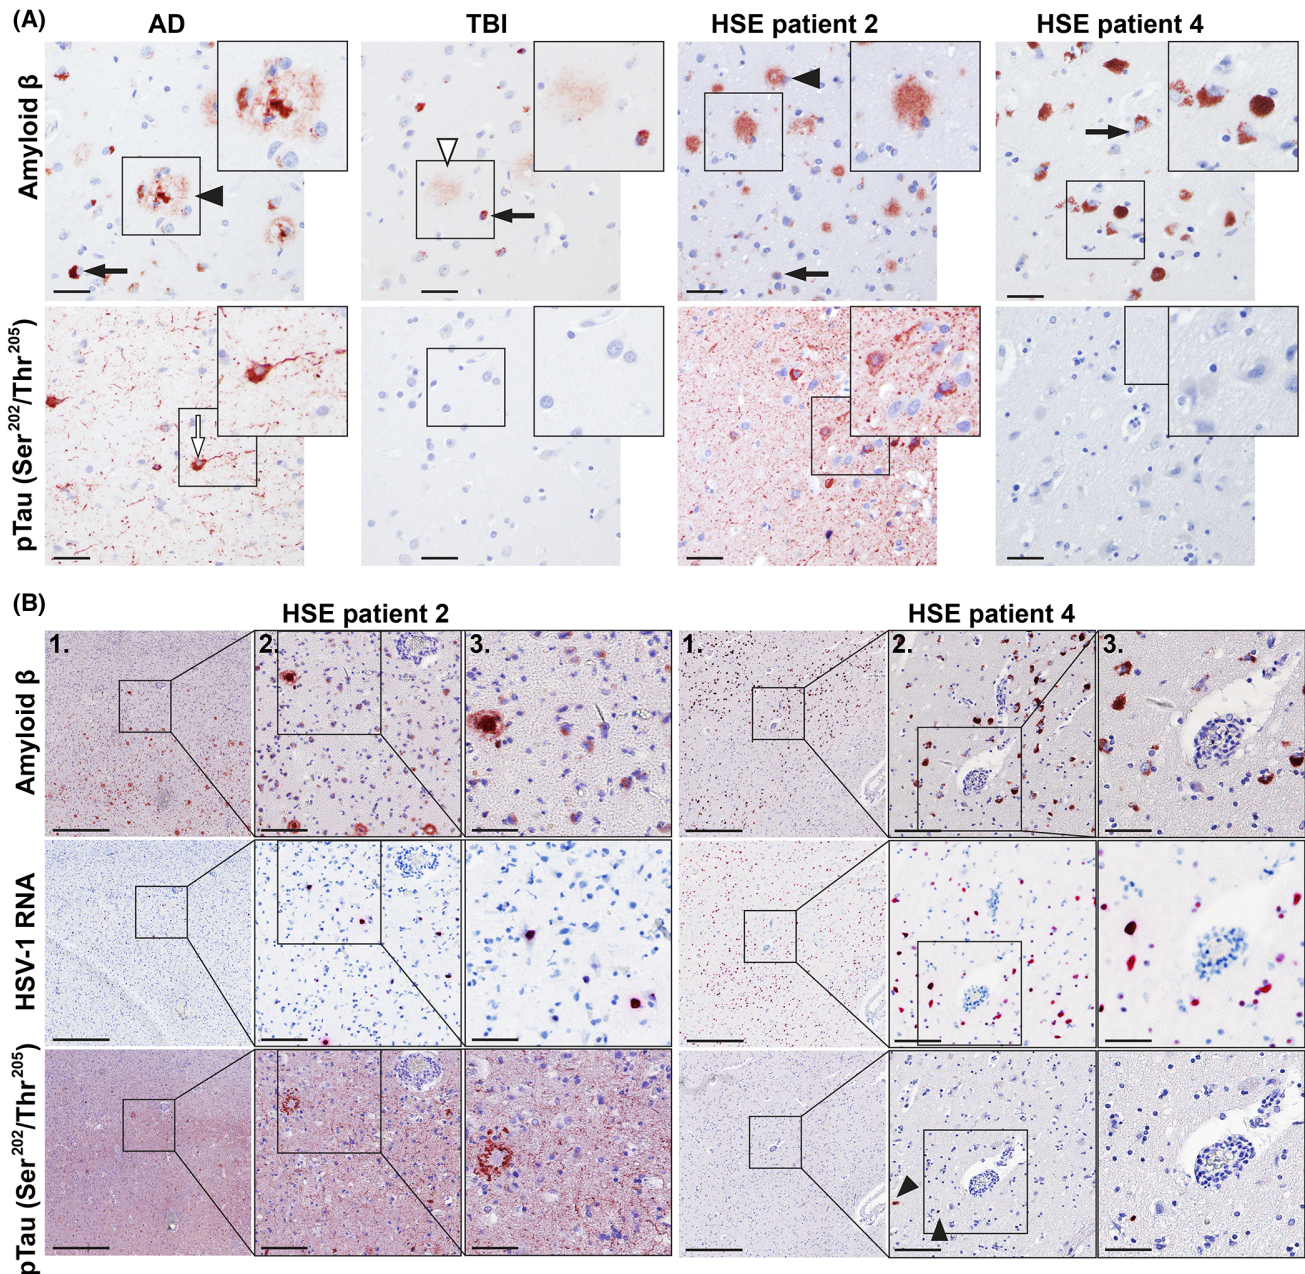 (A)
AD TBI HSE patient 2 HSE patient 4
Amyloid β
pTau (Ser202/Thr205)
(B)
HSE patient 2 HSE patient 4
Amyloid β
1. 2. 3. 1. 2. 3.
HSV-1 RNA
pTau (Ser202/Thr205)